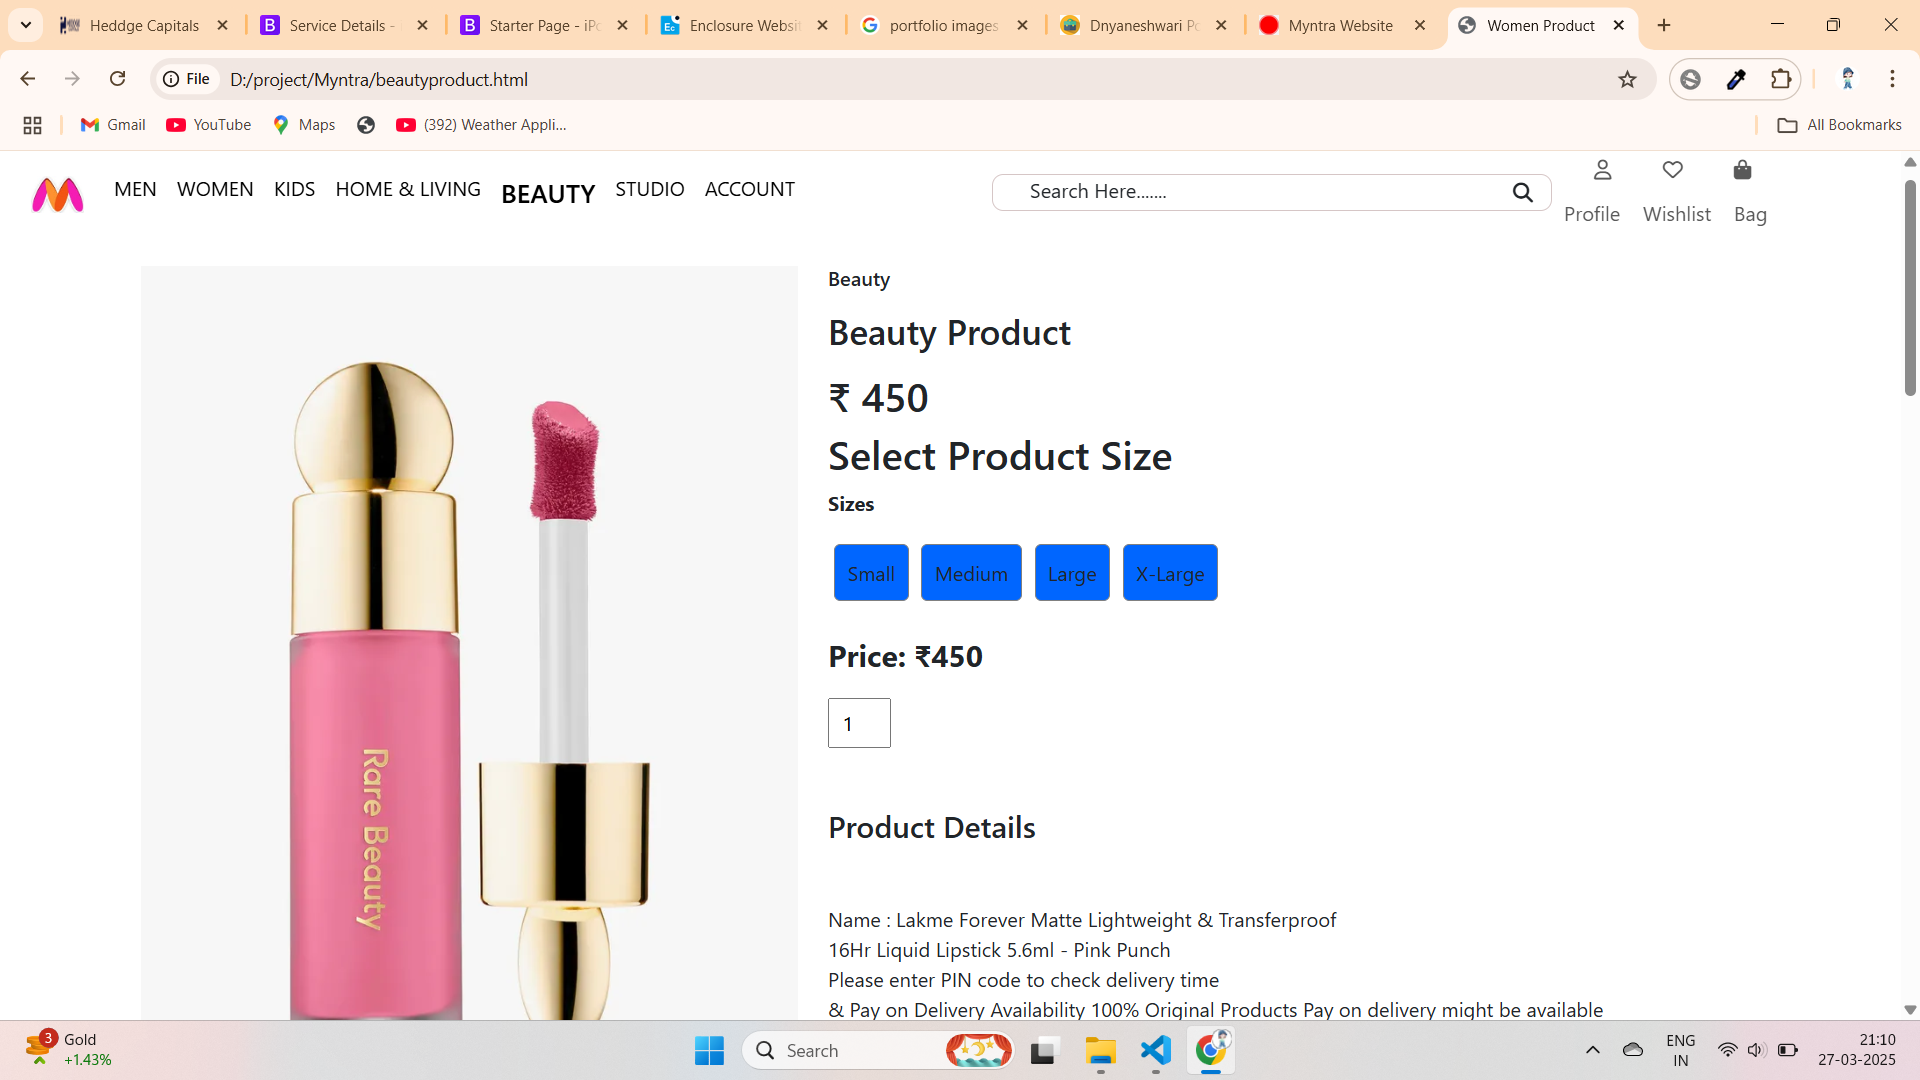 Heddge Capitals
Service Details -
Starter Page - iPo
Enclosure Websit
portfolio images
Dnyaneshwari Po
Myntra Website
Women Product
File
D:/project/Myntra/beautyproduct.html
Gmail
YouTube
Maps
(392) Weather Appli...
All Bookmarks
MEN
WOMEN
KIDS
HOME & LIVING
BEAUTY
STUDIO
ACCOUNT
Search Here.......
Profile
Wishlist
Bag
Beauty
Beauty Product
₹ 450
Select Product Size
Sizes
Small
Medium
Large
X-Large
Price: ₹450
1
Product Details
Name : Lakme Forever Matte Lightweight & Transferproof
16Hr Liquid Lipstick 5.6ml - Pink Punch
Please enter PIN code to check delivery time
& Pay on Delivery Availability 100% Original Products Pay on delivery might be available
Rare Beauty
3
Gold
+1.43%
Search
ENG
IN
21:10
27-03-2025